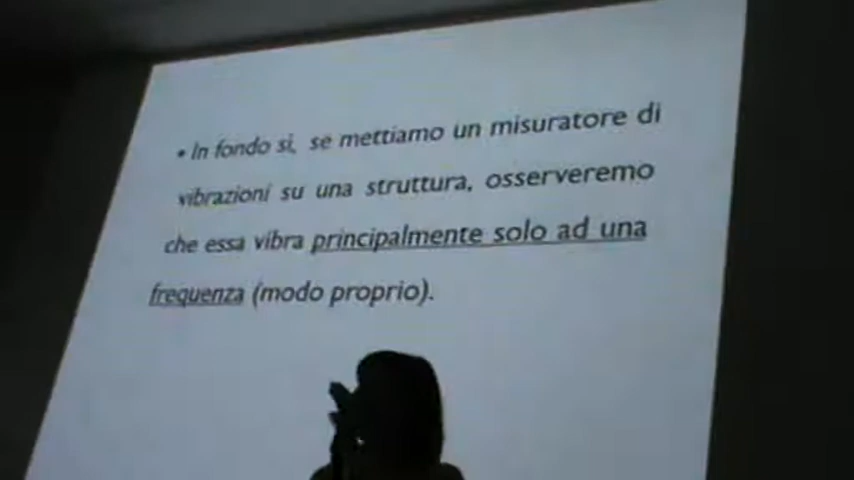 • In fondo si, se mettiamo un misuratore di
vibrazioni su una struttura, osserveremo
che essa vibra principalmente solo ad una
frequenza (modo proprio).